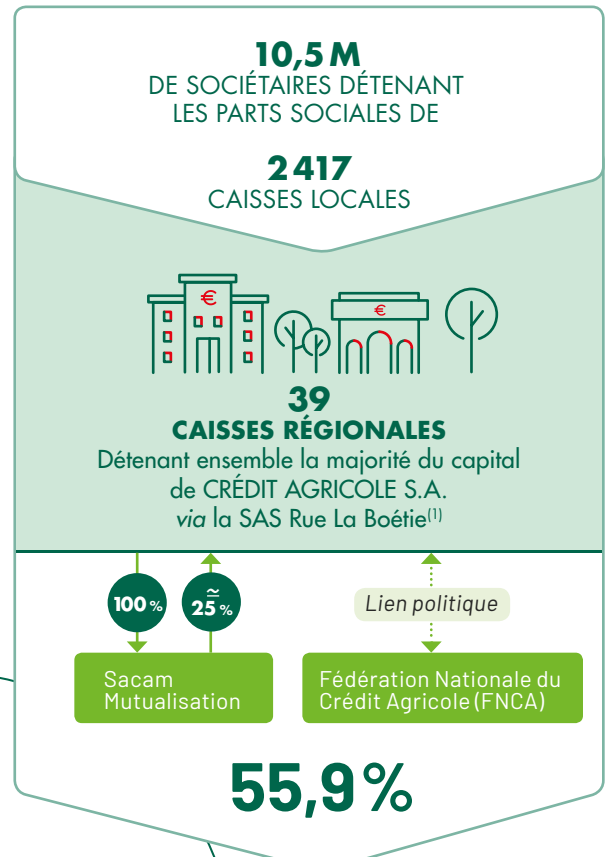 10,5 M
DE SOCIÉTAIRES DÉTENANT
LES PARTS SOCIALES DE
2 417
CAISSES LOCALES
€
€
39
CAISSES RÉGIONALES
Détenant ensemble la majorité du capital
de CRÉDIT AGRICOLE S.A.
via la SAS Rue La Boétie(1)
100 %
≃ 25 %
Lien politique
Sacam
Mutualisation
Fédération Nationale du
Crédit Agricole (FNCA)
55,9 %